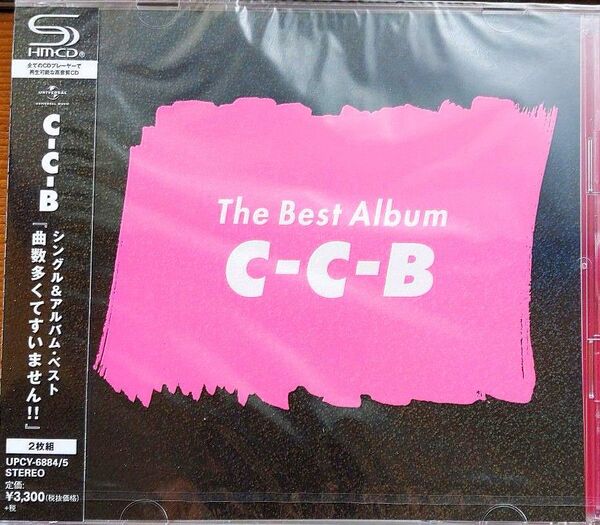 SHM-CD®
全てのCDプレーヤーで
再生可能な高音質CD
UNIVERSAL
UNIVERSAL MUSIC
C-C-B
シングル&アルバム・ベスト
『曲数多くてすいません!!』
2枚組
UPCY-6884/5
STEREO
定価:
¥3,300(税抜価格)
+税
The Best Album
C-C-B